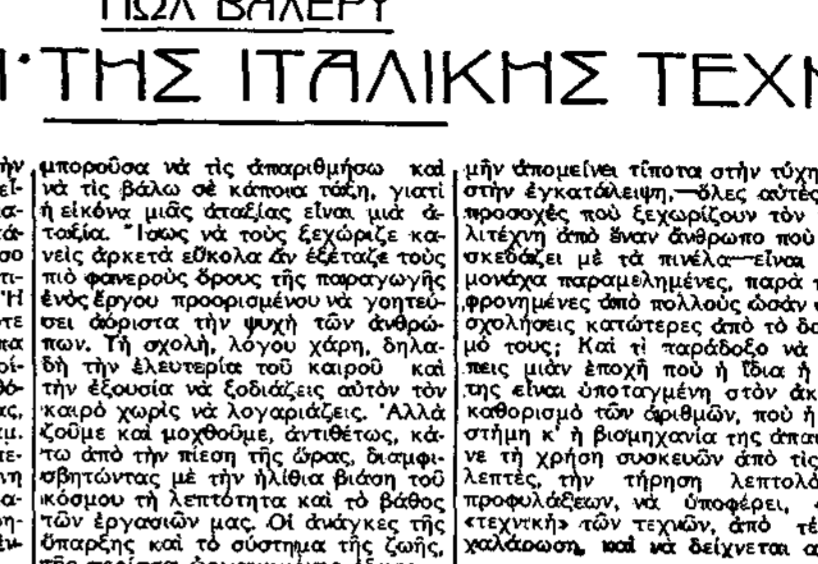 ΠΩΛ ΒΑΛΕΡΥ
ΤΗΣ ΙΤΑΛΙΚΗΣ ΤΕΧΝ
μποροῦσα νὰ τὶς ἀπαριθμήσω καὶ
νὰ τὶς βάλω σὲ κάποια τάξη, γιατὶ
ἡ εἰκόνα μιᾶς ἀταξίας εἶναι μιὰ ἀ-
ταξία. Ἴσως νὰ τοὺς ξεχώριζε κα-
νεὶς ἀρκετὰ εὔκολα ἂν ἐξέταζε τοὺς
πιὸ φανεροὺς ὅρους τῆς παραγωγῆς
ἑνὸς ἔργου προορισμένου νὰ γοητεύ-
σει ἀόριστα τὴν ψυχὴ τῶν ἀνθρώ-
πων. Τὴ σχολή, λόγου χάρη, δηλα-
δὴ τὴν ἐλευτερία τοῦ καιροῦ καὶ
τὴν ἐξουσία νὰ ξοδιάζεις αὐτὸν τὸν
καιρὸ χωρὶς νὰ λογαριάζεις. Ἀλλὰ
ζοῦμε καὶ μοχθοῦμε, ἀντιθέτως, κά-
τω ἀπὸ τὴν πίεση τῆς ὥρας, διαμφι-
σβητώντας μὲ τὴν ἠλίθια βιάση τοῦ
κόσμου τὴ λεπτότητα καὶ τὸ βάθος
τῶν ἐργασιῶν μας. Οἱ ἀνάγκες τῆς
ὕπαρξης καὶ τὸ σύστημα τῆς ζωῆς,
μὴν ἀπομείνει τίποτα στὴν τύχη
στὴν ἐγκατάλειψη,—ὅλες αὐτὲς
προσοχὲς ποὺ ξεχωρίζουν τὸν
λιτέχνη ἀπὸ ἕναν ἄνθρωπο ποὺ
σκεδάζει μὲ τὰ πινέλα—εἶναι
μονάχα παραμελημένες, παρὰ
φρονημένες ἀπὸ πολλοὺς ὡσὰν
σχολήσεις κατώτερες ἀπὸ τὸ
μό τους; Καὶ τὶ παράδοξο νὰ
πεις μιὰν ἐποχὴ ποὺ ἡ ἴδια ἡ
της εἶναι ὑποταγμένη στὸν ἀκ
καθορισμὸ τῶν ἀριθμῶν, ποὺ ἡ
στήμη κ' ἡ βιομηχανία της ἀπαι
νε τὴ χρήση συσκευῶν ἀπὸ τὶς
λεπτές, τὴν τήρηση λεπτολό
προφυλάξεων, νὰ ὑποφέρει,
«τεχνικὴ» τῶν τεχνῶν, ἀπὸ τέ
χαλάρωση, καὶ νὰ δείχνεται